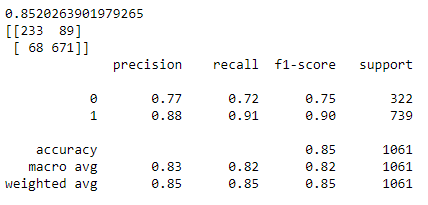 0.8520263901979265
[[233  89]
 [ 68 671]]
              precision    recall  f1-score   support

           0       0.77      0.72      0.75       322
           1       0.88      0.91      0.90       739

    accuracy                           0.85      1061
   macro avg       0.83      0.82      0.82      1061
weighted avg       0.85      0.85      0.85      1061